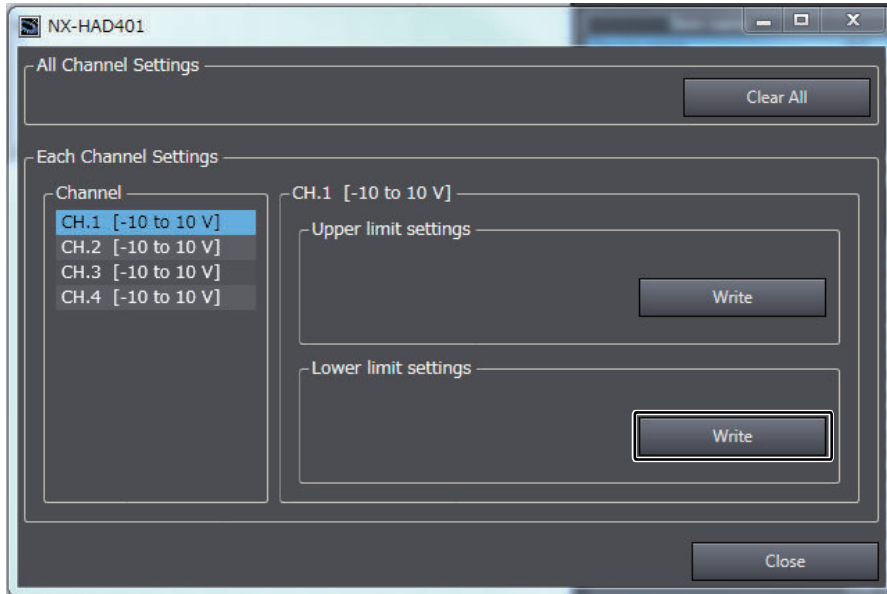 NX-HAD401
All Channel Settings
Clear All
Each Channel Settings
Channel
CH.1 [-10 to 10 V]
CH.2 [-10 to 10 V]
CH.3 [-10 to 10 V]
CH.4 [-10 to 10 V]
CH.1 [-10 to 10 V]
Upper limit settings
Write
Lower limit settings
Write
Close